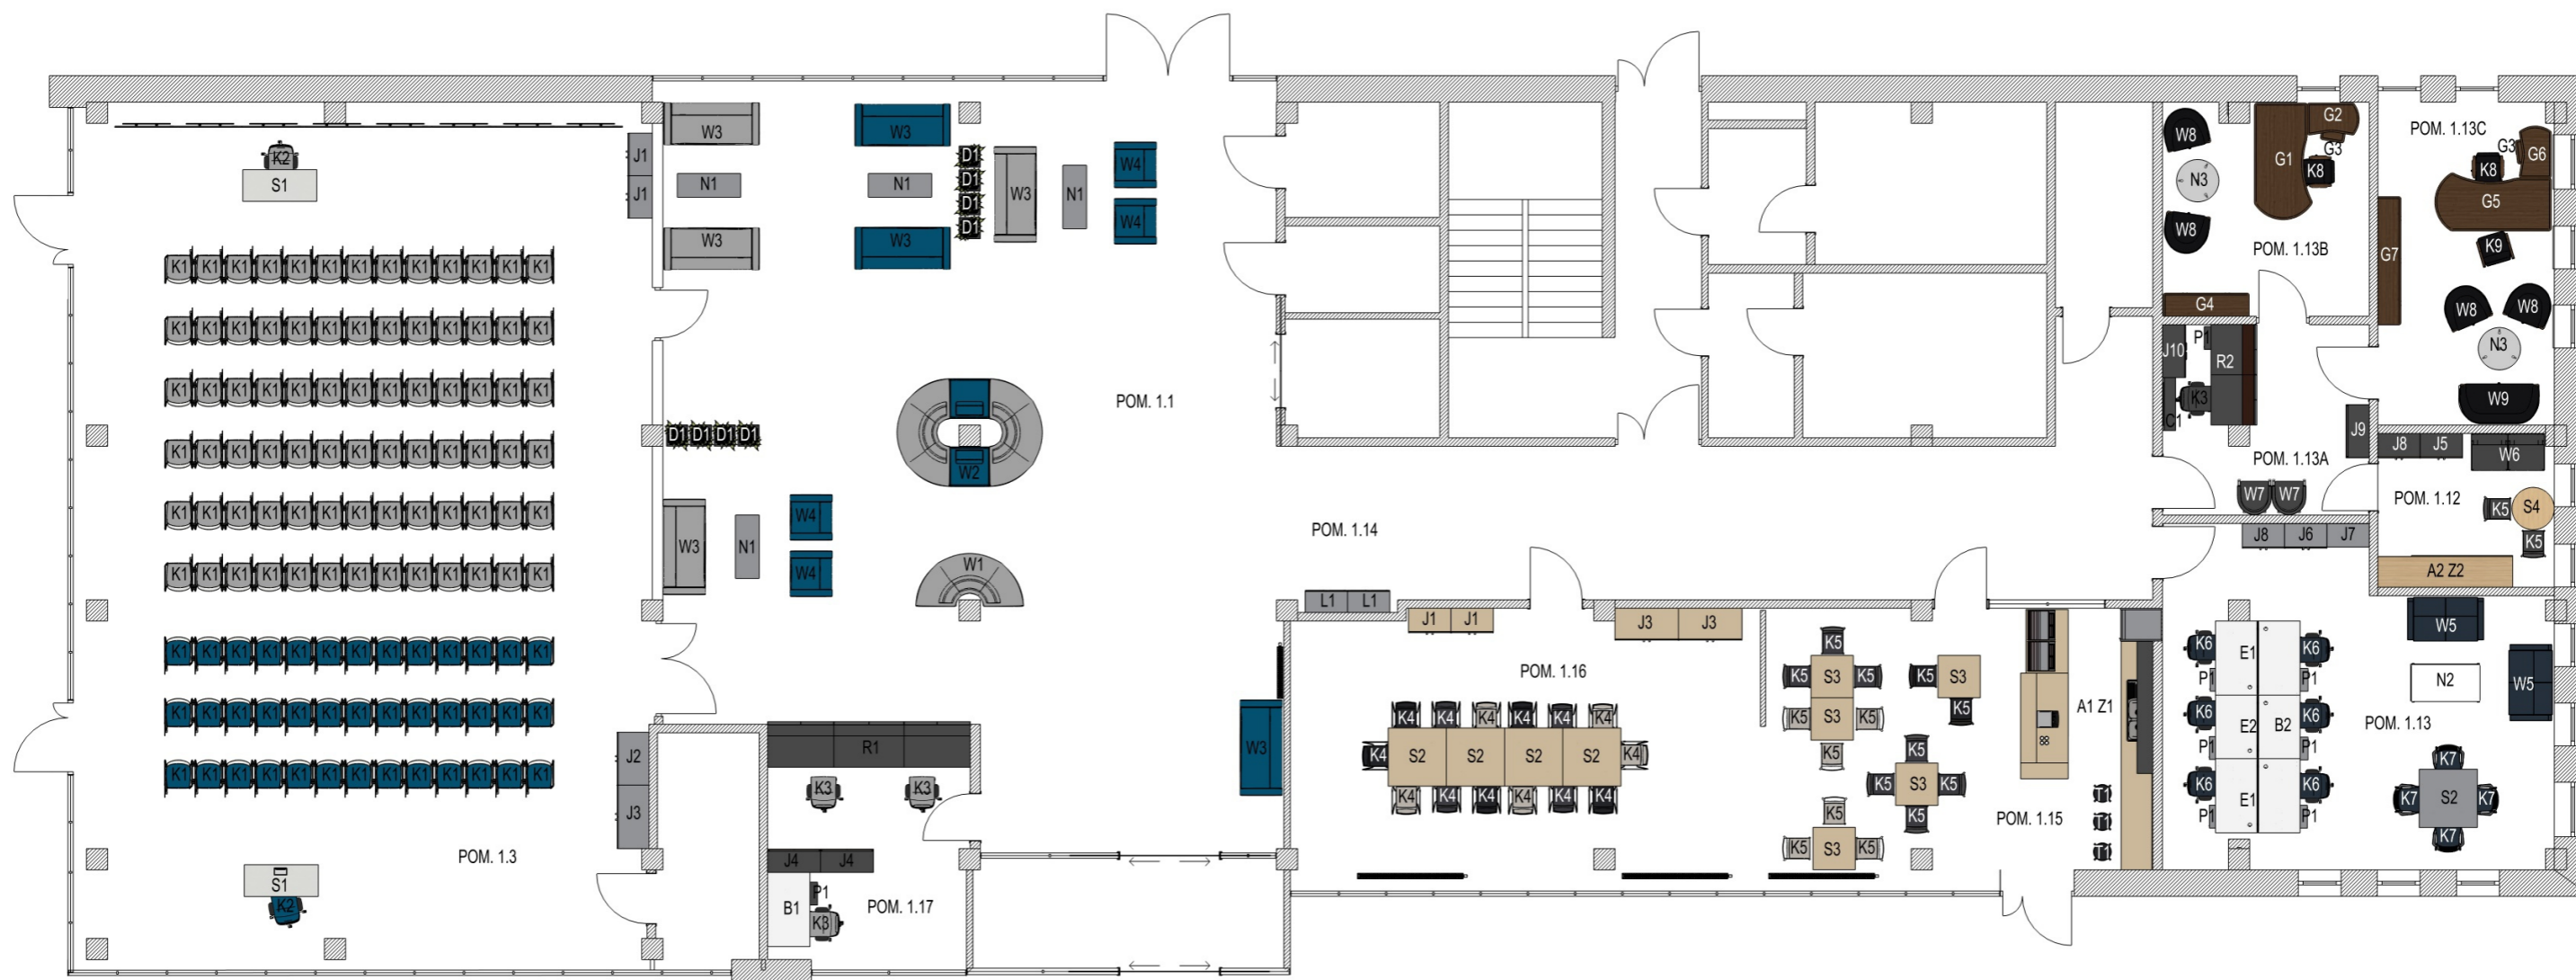 K2
S1
J1
J1
K1 K1 K1 K1 K1 K1 K1 K1 K1 K1 K1 K1 K1
K1 K1 K1 K1 K1 K1 K1 K1 K1 K1 K1 K1 K1
K1 K1 K1 K1 K1 K1 K1 K1 K1 K1 K1 K1 K1
K1 K1 K1 K1 K1 K1 K1 K1 K1 K1 K1 K1 K1
K1 K1 K1 K1 K1 K1 K1 K1 K1 K1 K1 K1 K1
K1 K1 K1 K1 K1 K1 K1 K1 K1 K1 K1 K1 K1
K1 K1 K1 K1 K1 K1 K1 K1 K1 K1 K1 K1 K1
K1 K1 K1 K1 K1 K1 K1 K1 K1 K1 K1 K1 K1
K1 K1 K1 K1 K1 K1 K1 K1 K1 K1 K1 K1 K1
J2
J3
POM. 1.3
S1
K2
W3 W3
N1 N1
W3 W3
D1
D1
D1
D1
W3
N1
W4
W4
POM. 1.1
D1 D1 D1 D1
W2
W3
N1
W4
W4
W1
W3
R1
K3 K3
J4 J4
P1
B1
K3
POM. 1.17
POM. 1.14
L1 L1
J1 J1
J3 J3
POM. 1.16
K4 K4 K4 K4 K4 K4
K4 S2 S2 S2 S2 K4
K4 K4 K4 K4 K4 K4
K5
K5 S3 K5
K5 S3 K5
K5
K5 S3
K5
K5
K5 S3 K5
K5
K5
K5 S3 K5
A1 Z1
POM. 1.15
W8
N3
W8
G1
G2
G3
K8
POM. 1.13B
G4
POM. 1.13C
G3
G6
K8
G5
K9
G7
W8 W8
N3
W9
J10
P1
R2
K3
C1
J9
POM. 1.13A
W7 W7
J8 J5
W6
POM. 1.12
K5
S4
K5
A2 Z2
J8 J6 J7
W5
K6 E1 K6
P1 P1
K6 E2 B2 K6
P1 P1
K6 E1 K6
P1 P1
N2
W5
POM. 1.13
K7
K7 S2 K7
K7